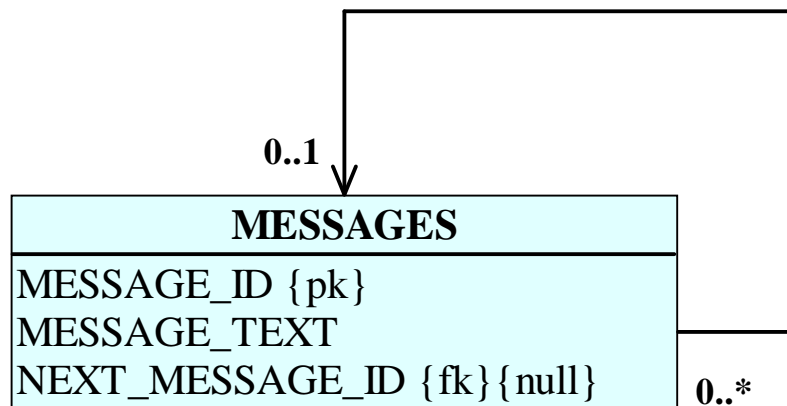 0..1
MESSAGES
MESSAGE_ID {pk}
MESSAGE_TEXT
NEXT_MESSAGE_ID {fk}{null}
0..*